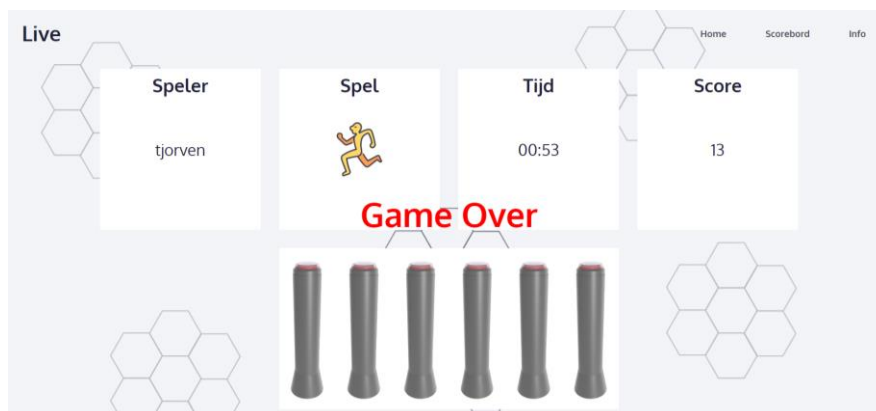 Live
Home Scorebord Info
Speler Spel Tijd Score
tjorven 00:53 13
Game Over